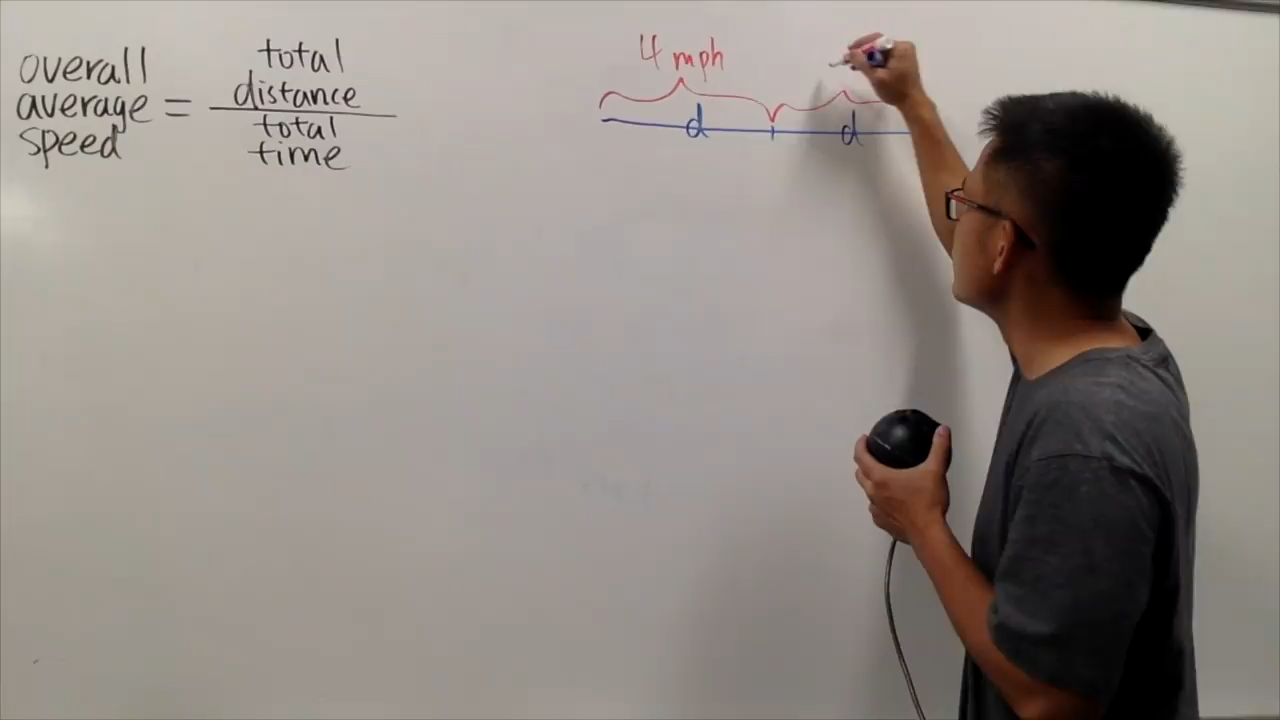 overall
average =
speed
total
distance
total
time
4 mph
d
d